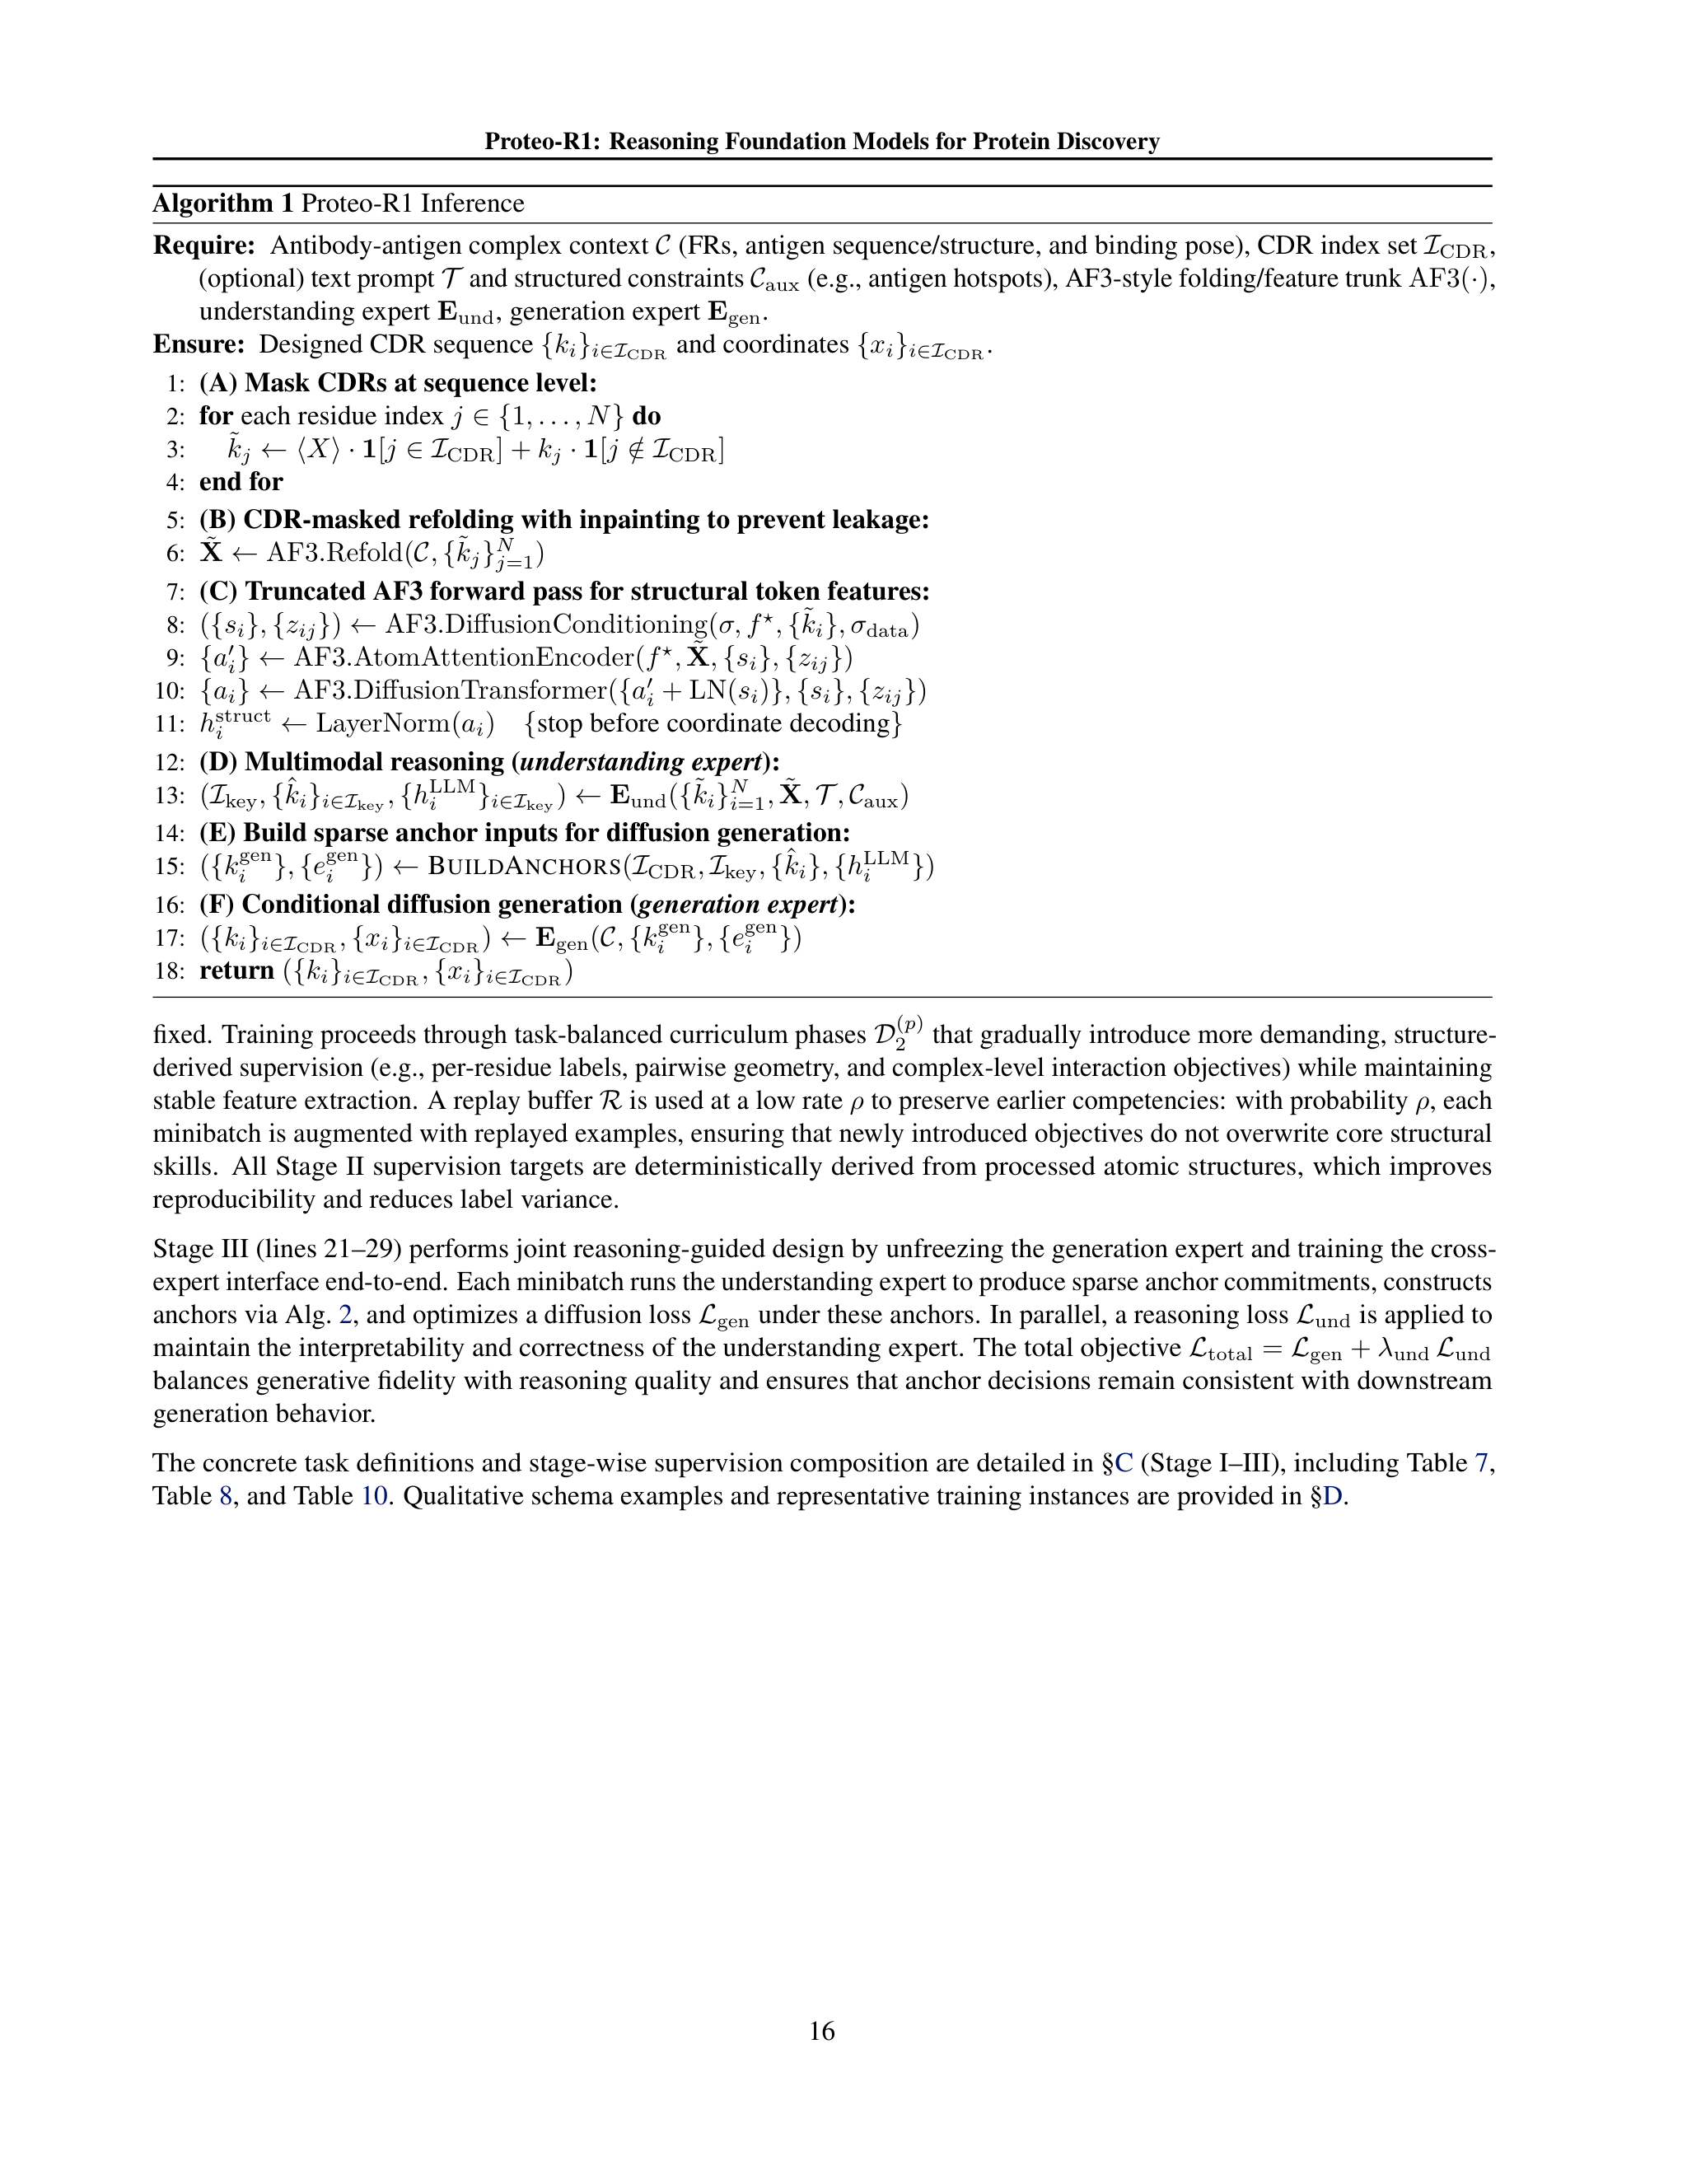 Proteo-R1: Reasoning Foundation Models for Protein Discovery
Algorithm 1 Proteo-R1 Inference
Require: Antibody-antigen complex context 𝒞 (FRs, antigen sequence/structure, and binding pose), CDR index set ℐ_CDR,
(optional) text prompt 𝒯 and structured constraints 𝒞_aux (e.g., antigen hotspots), AF3-style folding/feature trunk AF3(·),
understanding expert E_und, generation expert E_gen.
Ensure: Designed CDR sequence {k_i}_{i∈ℐ_CDR} and coordinates {x_i}_{i∈ℐ_CDR}.
1: (A) Mask CDRs at sequence level:
2: for each residue index j ∈ {1, . . . , N} do
3: k̃_j ← ⟨X⟩ · 1[j ∈ ℐ_CDR] + k_j · 1[j ∉ ℐ_CDR]
4: end for
5: (B) CDR-masked refolding with inpainting to prevent leakage:
6: X̃ ← AF3.Refold(𝒞, {k̃_j}_{j=1}^N)
7: (C) Truncated AF3 forward pass for structural token features:
8: ({s_i}, {z_ij}) ← AF3.DiffusionConditioning(σ, f*, {k̃_i}, σ_data)
9: {a′_i} ← AF3.AtomAttentionEncoder(f*, X̃, {s_i}, {z_ij})
10: {a_i} ← AF3.DiffusionTransformer({a′_i + LN(s_i)}, {s_i}, {z_ij})
11: h_i^struct ← LayerNorm(a_i) {stop before coordinate decoding}
12: (D) Multimodal reasoning (understanding expert):
13: (ℐ_key, {k̂_i}_{i∈ℐ_key}, {h_i^LLM}_{i∈ℐ_key}) ← E_und({k̃_i}_{i=1}^N, X̃, 𝒯, 𝒞_aux)
14: (E) Build sparse anchor inputs for diffusion generation:
15: ({k_i^gen}, {e_i^gen}) ← BUILDANCHORS(ℐ_CDR, ℐ_key, {k̂_i}, {h_i^LLM})
16: (F) Conditional diffusion generation (generation expert):
17: ({k_i}_{i∈ℐ_CDR}, {x_i}_{i∈ℐ_CDR}) ← E_gen(𝒞, {k_i^gen}, {e_i^gen})
18: return ({k_i}_{i∈ℐ_CDR}, {x_i}_{i∈ℐ_CDR})
fixed. Training proceeds through task-balanced curriculum phases 𝒟_2^(p) that gradually introduce more demanding, structure-
derived supervision (e.g., per-residue labels, pairwise geometry, and complex-level interaction objectives) while maintaining
stable feature extraction. A replay buffer ℛ is used at a low rate ρ to preserve earlier competencies: with probability ρ, each
minibatch is augmented with replayed examples, ensuring that newly introduced objectives do not overwrite core structural
skills. All Stage II supervision targets are deterministically derived from processed atomic structures, which improves
reproducibility and reduces label variance.
Stage III (lines 21–29) performs joint reasoning-guided design by unfreezing the generation expert and training the cross-
expert interface end-to-end. Each minibatch runs the understanding expert to produce sparse anchor commitments, constructs
anchors via Alg. 2, and optimizes a diffusion loss ℒ_gen under these anchors. In parallel, a reasoning loss ℒ_und is applied to
maintain the interpretability and correctness of the understanding expert. The total objective ℒ_total = ℒ_gen + λ_und ℒ_und
balances generative fidelity with reasoning quality and ensures that anchor decisions remain consistent with downstream
generation behavior.
The concrete task definitions and stage-wise supervision composition are detailed in §C (Stage I–III), including Table 7,
Table 8, and Table 10. Qualitative schema examples and representative training instances are provided in §D.
16